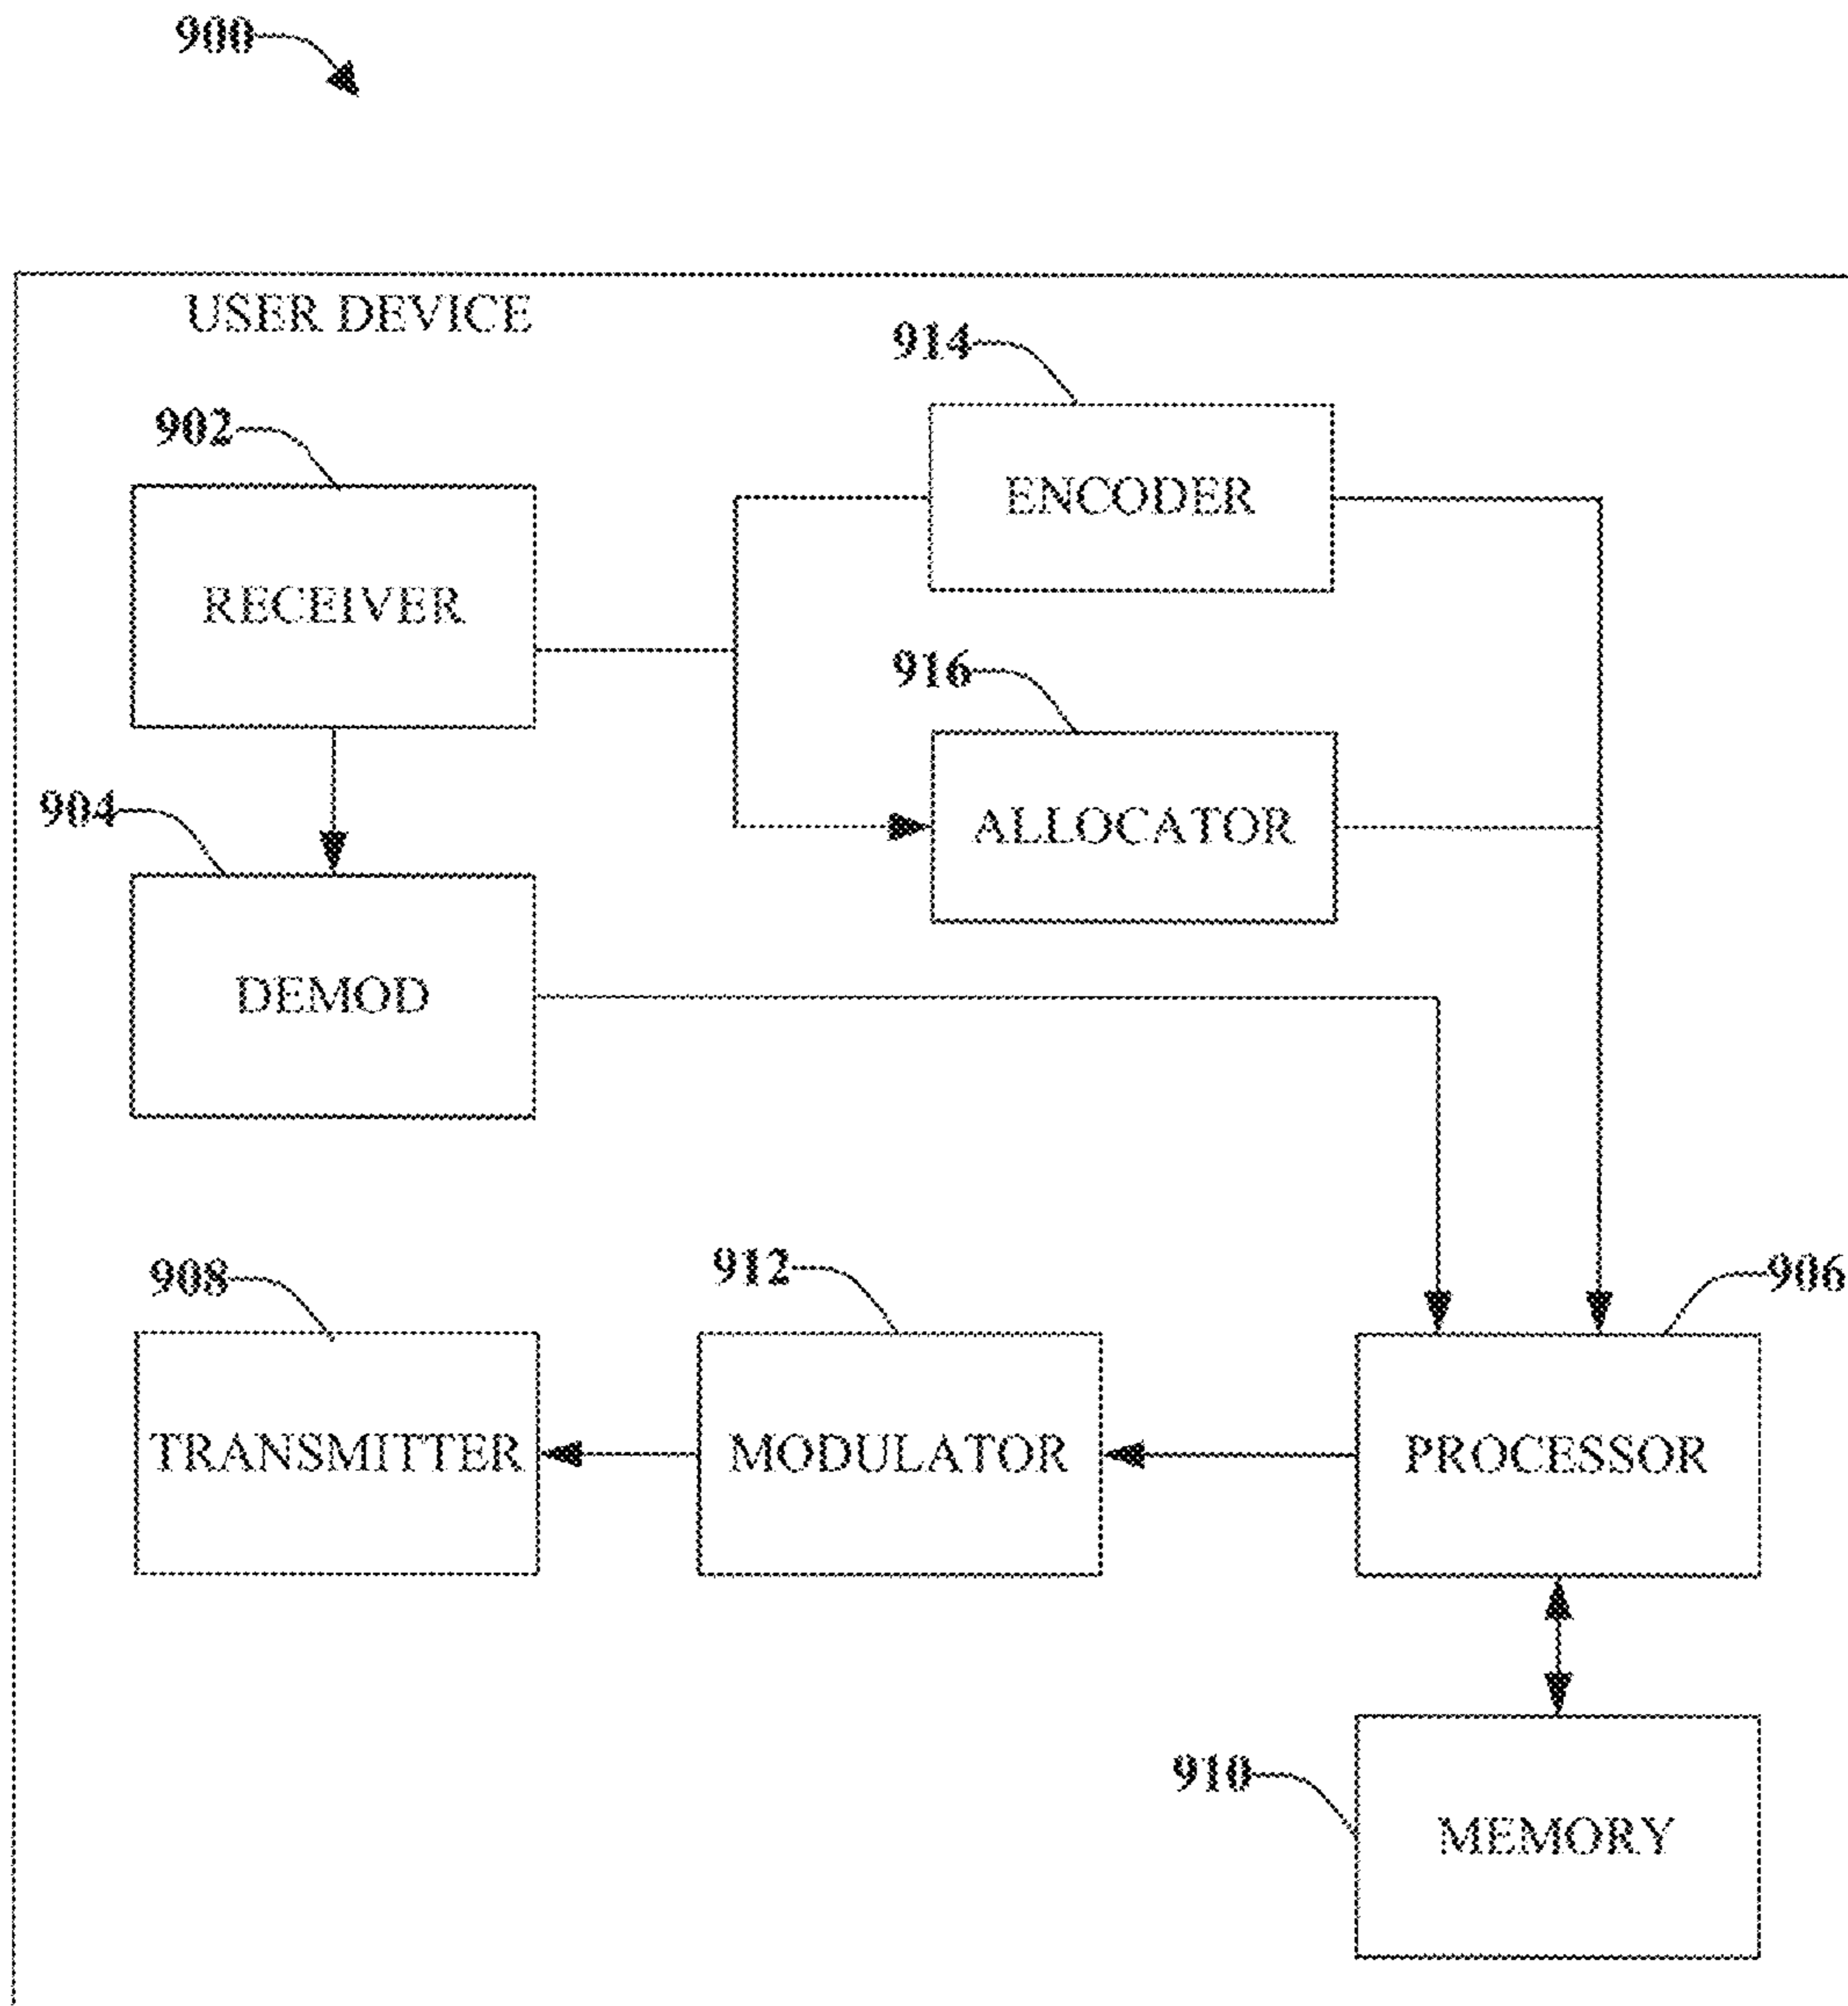 900
USER DEVICE
914
902
ENCODER
RECEIVER
916
904
ALLOCATOR
DEMOD
908
912
906
TRANSMITTER
MODULATOR
PROCESSOR
910
MEMORY